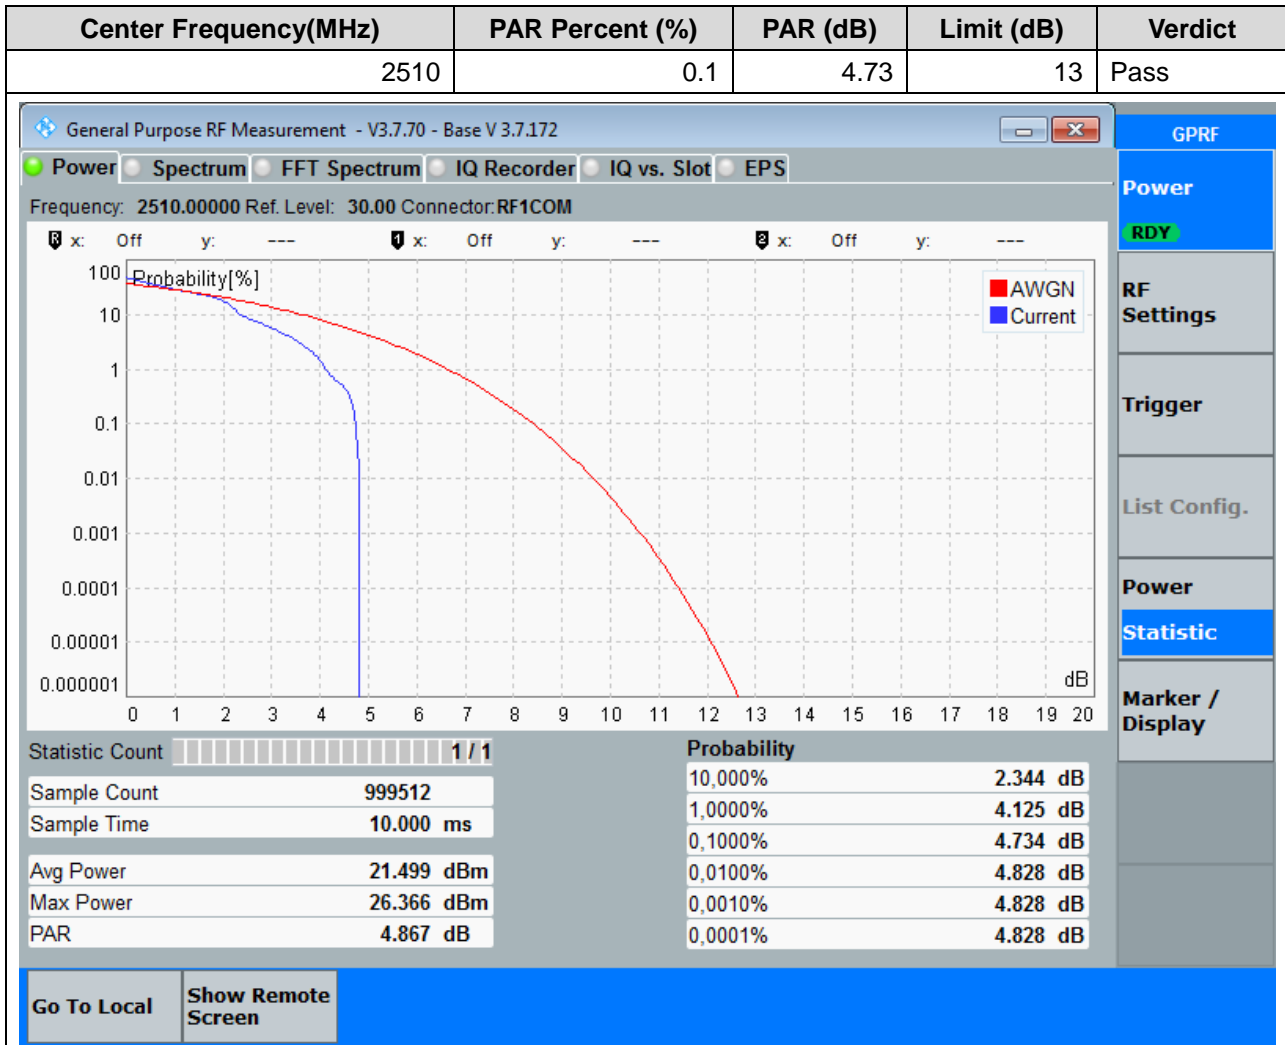 Center Frequency(MHz) PAR Percent (%) PAR (dB) Limit (dB) Verdict
2510 0.1 4.73 13 Pass
General Purpose RF Measurement - V3.7.70 - Base V 3.7.172
GPRF
Power Spectrum FFT Spectrum IQ Recorder IQ vs. Slot EPS
Power
RDY
Frequency: 2510.00000 Ref. Level: 30.00 Connector: RF1COM
R x: Off y: --- 1 x: Off y: --- 2 x: Off y: ---
Probability[%]
AWGN
Current
100
10
1
0.1
0.01
0.001
0.0001
0.00001
0.000001
dB
0 1 2 3 4 5 6 7 8 9 10 11 12 13 14 15 16 17 18 19 20
RF
Settings
Trigger
List Config.
Power
Statistic
Marker /
Display
Statistic Count 1 / 1
Sample Count 999512
Sample Time 10.000 ms
Avg Power 21.499 dBm
Max Power 26.366 dBm
PAR 4.867 dB
Probability
10,000% 2.344 dB
1,0000% 4.125 dB
0,1000% 4.734 dB
0,0100% 4.828 dB
0,0010% 4.828 dB
0,0001% 4.828 dB
Go To Local
Show Remote
Screen